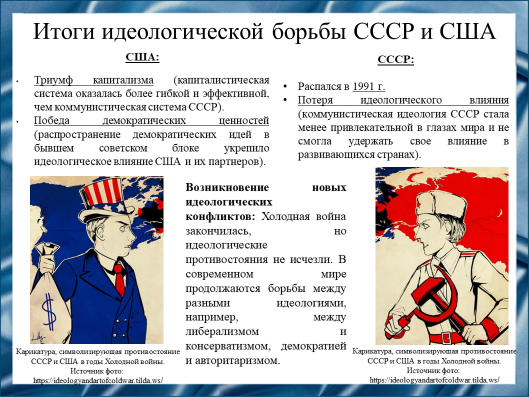 Итоги идеологической борьбы СССР и США
США:
• Триумф капитализма (капиталистическая
система оказалась более гибкой и эффективной,
чем коммунистическая система СССР).
• Победа демократических ценностей
(распространение демократических идей в
бывшем советском блоке укрепило
идеологическое влияние США и их партнеров).
СССР:
• Распался в 1991 г.
• Потеря идеологического влияния
(коммунистическая идеология СССР стала
менее привлекательной в глазах мира и не
смогла удержать свое влияние в
развивающихся странах).
Возникновение новых
идеологических
конфликтов: Холодная война
закончилась, но
идеологические
противостояния не исчезли. В
современном мире
продолжаются борьбы между
разными идеологиями,
например, между
либерализмом и
консерватизмом, демократией
и авторитаризмом.
$
Карикатура, символизирующая противостояние
СССР и США в годы Холодной войны.
Источник фото:
https://ideologyandartofcoldwar.tilda.ws/
Карикатура, символизирующая противостояние
СССР и США в годы Холодной войны.
Источник фото:
https://ideologyandartofcoldwar.tilda.ws/